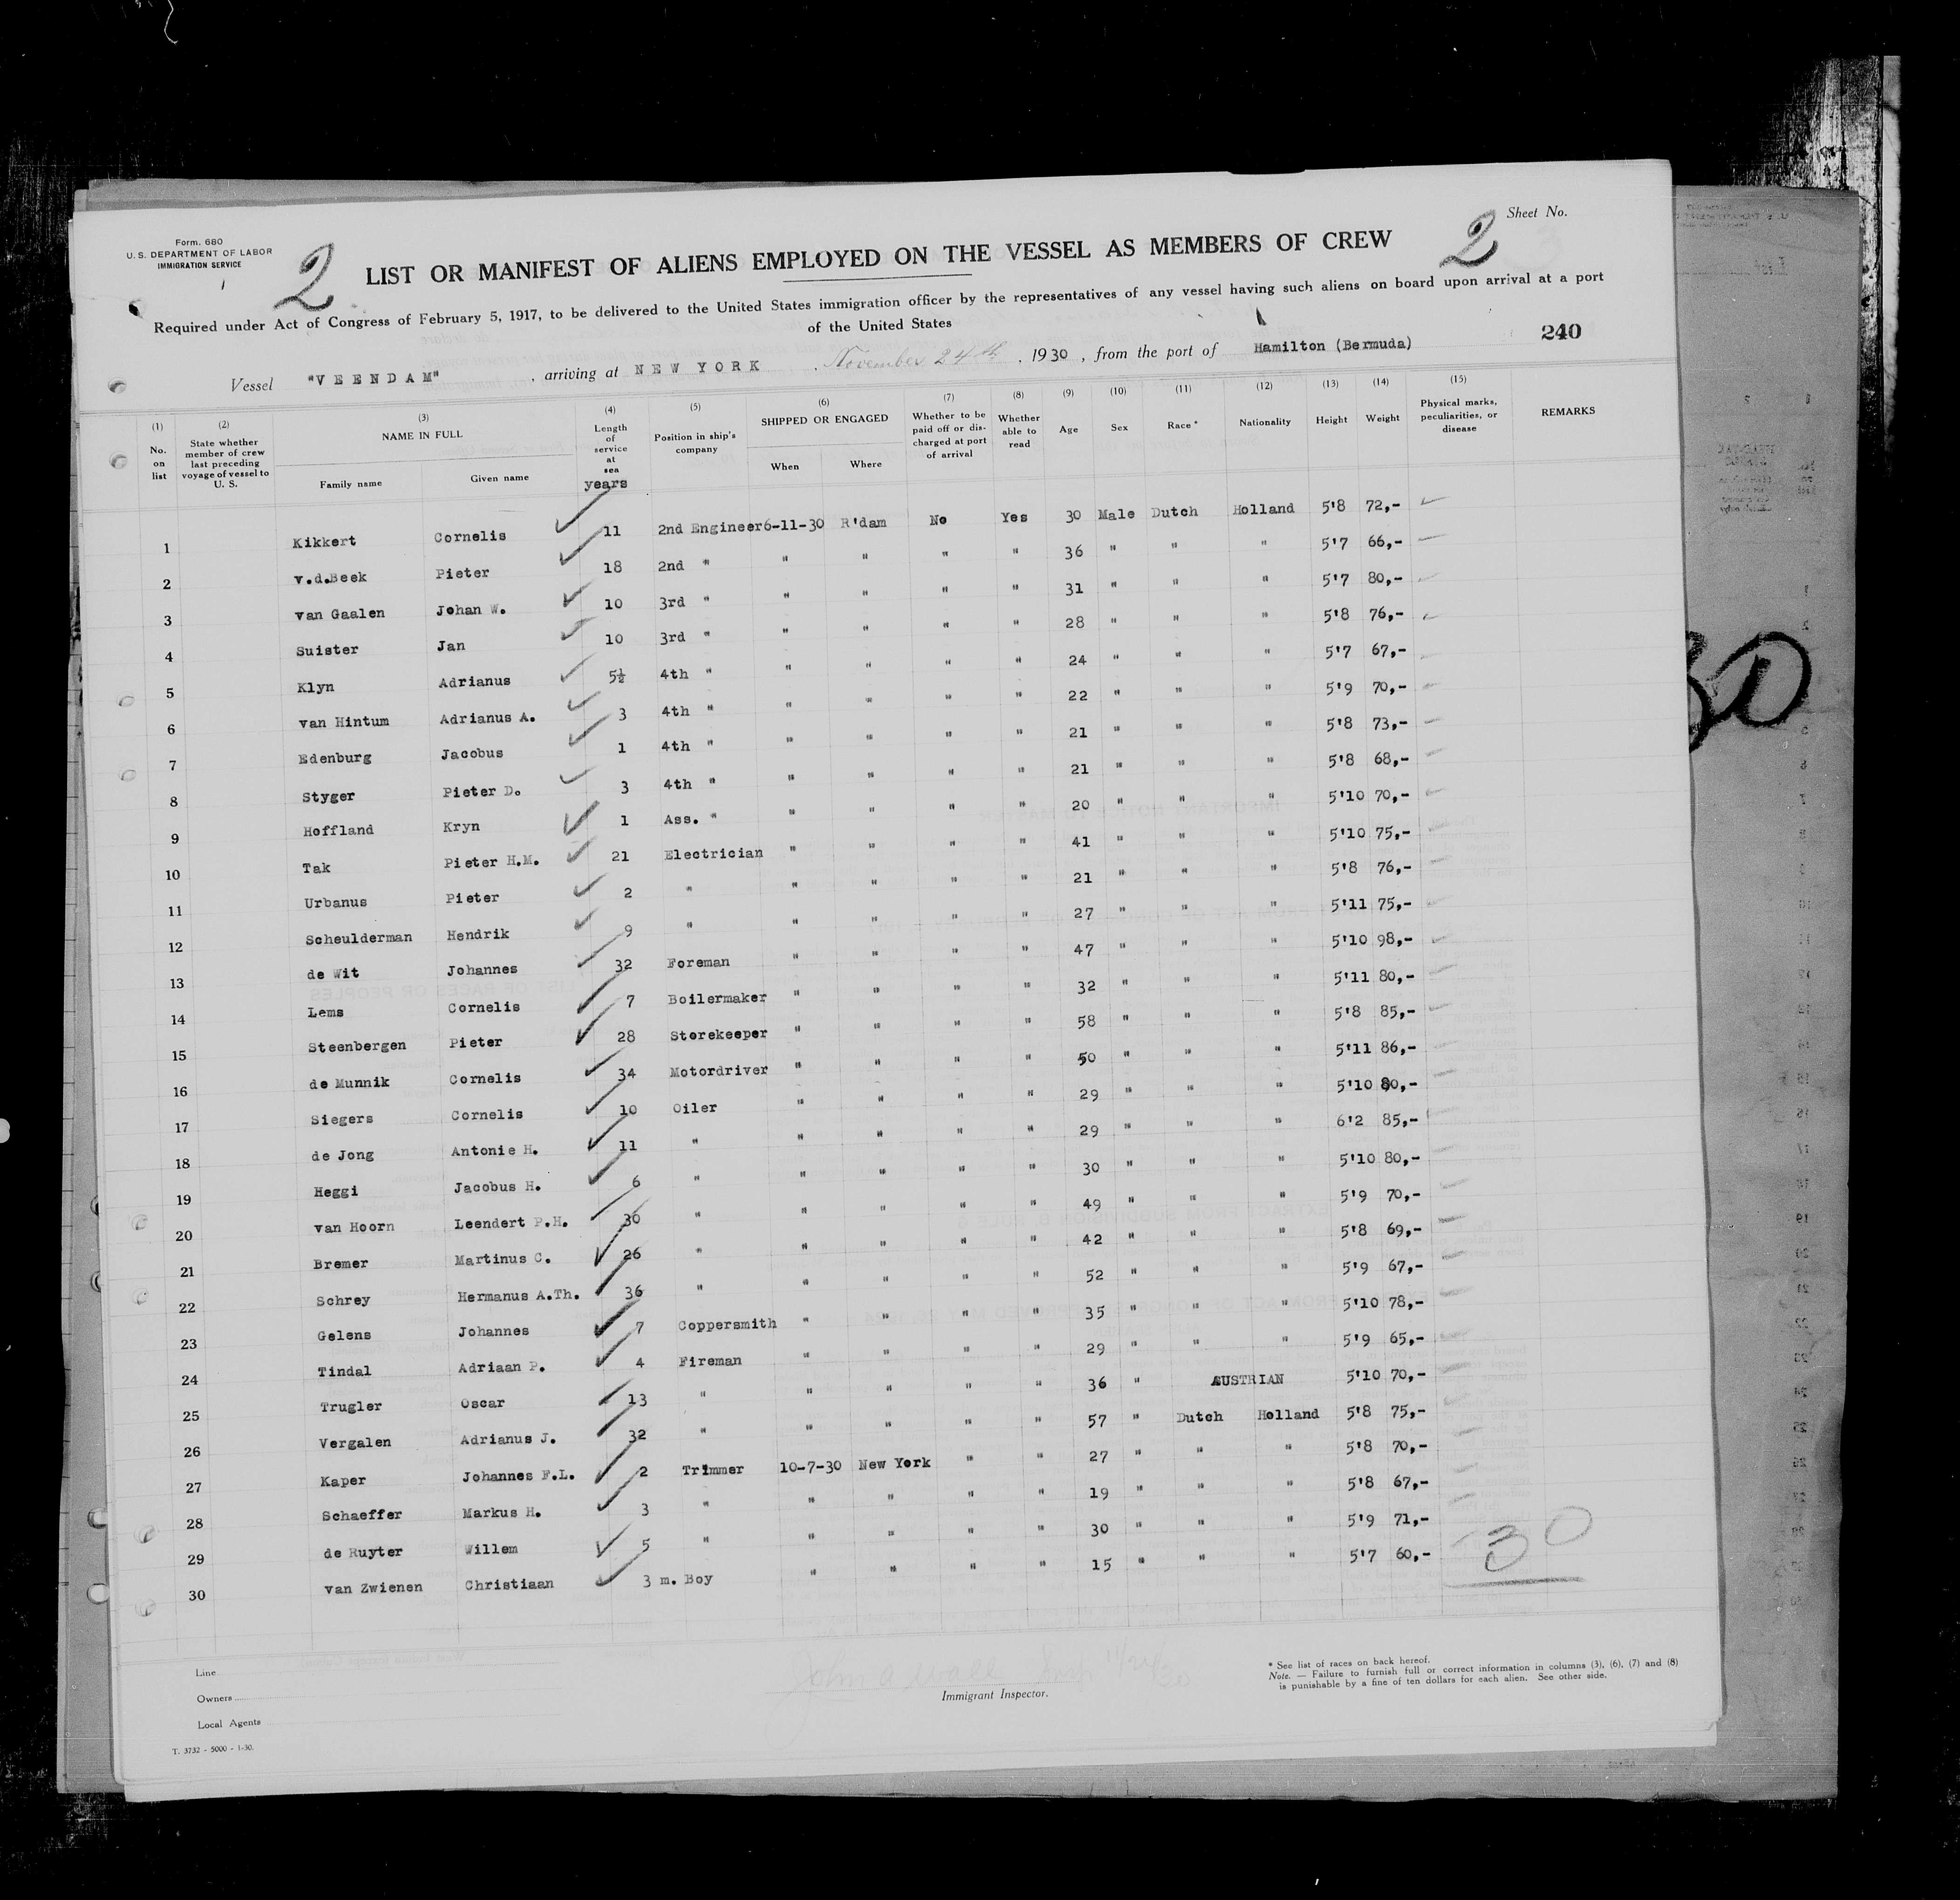 Sheet No.
Form. 680
U. S. DEPARTMENT OF LABOR
IMMIGRATION SERVICE
2
2
LIST OR MANIFEST OF ALIENS EMPLOYED ON THE VESSEL AS MEMBERS OF CREW
Required under Act of Congress of February 5, 1917, to be delivered to the United States immigration officer by the representatives of any vessel having such aliens on board upon arrival at a port
of the United States
240
Vessel "VEENDAM" , arriving at NEW YORK , November 24th , 1930 , from the port of Hamilton (Bermuda)
(1) (2) (3) (4) (5) (6) (7) (8) (9) (10) (11) (12) (13) (14) (15)
No. on list | State whether member of crew last preceding voyage of vessel to U. S. | NAME IN FULL Family name Given name | Length of service at sea years | Position in ship's company | SHIPPED OR ENGAGED When Where | Whether to be paid off or discharged at port of arrival | Whether able to read | Age | Sex | Race * | Nationality | Height | Weight | Physical marks, peculiarities, or disease | REMARKS
1 Kikkert Cornelis 11 2nd Engineer 6-11-30 R'dam No Yes 30 Male Dutch Holland 5'8 72,-
2 v.d.Beek Pieter 18 2nd " " " " " 36 " " " 5'7 66,-
3 van Gaalen Johan W. 10 3rd " " " " " 31 " " " 5'7 80,-
4 Suister Jan 10 3rd " " " " " 28 " " " 5'8 76,-
5 Klyn Adrianus 5½ 4th " " " " " 24 " " " 5'7 67,-
6 van Hintum Adrianus A. 3 4th " " " " " 22 " " " 5'9 70,-
7 Edenburg Jacobus 1 4th " " " " " 21 " " " 5'8 73,-
8 Styger Pieter D. 3 4th " " " " " 21 " " " 5'8 68,-
9 Hoffland Kryn 1 Ass. " " " " " 20 " " " 5'10 70,-
10 Tak Pieter H.M. 21 Electrician " " " " 41 " " " 5'10 75,-
11 Urbanus Pieter 2 " " " " " 21 " " " 5'8 76,-
12 Scheulderman Hendrik 9 " " " " " 27 " " " 5'11 75,-
13 de Wit Johannes 32 Foreman " " " " 47 " " " 5'10 98,-
14 Lems Cornelis 7 Boilermaker " " " " 32 " " " 5'11 80,-
15 Steenbergen Pieter 28 Storekeeper " " " " 58 " " " 5'8 85,-
16 de Munnik Cornelis 34 Motordriver " " " " 50 " " " 5'11 86,-
17 Siegers Cornelis 10 Oiler " " " " 29 " " " 5'10 80,-
18 de Jong Antonie H. 11 " " " " " 29 " " " 6'2 85,-
19 Heggi Jacobus H. 6 " " " " " 30 " " " 5'10 80,-
20 van Hoorn Leendert P.H. 30 " " " " " 49 " " " 5'9 70,-
21 Bremer Martinus C. 26 " " " " " 42 " " " 5'8 69,-
22 Schrey Hermanus A.Th. 36 " " " " " 52 " " " 5'9 67,-
23 Gelens Johannes 7 Coppersmith " " " " 35 " " " 5'10 78,-
24 Tindal Adriaan P. 4 Fireman " " " " 29 " " " 5'9 65,-
25 Trugler Oscar 13 " " " " " 36 " AUSTRIAN 5'10 70,-
26 Vergalen Adrianus J. 32 " " " " " 57 " Dutch Holland 5'8 75,-
27 Kaper Johannes F.L. 2 Trimmer 10-7-30 New York " " 27 " " " 5'8 70,-
28 Schaeffer Markus H. 3 " " " " " 19 " " " 5'8 67,-
29 de Ruyter Willem 5 " " " " " 30 " " " 5'9 71,-
30 van Zwienen Christiaan 3 m. Boy " " " " 15 " " " 5'7 60,-
30
Line
Owners
Local Agents
T. 3732 - 5000 - 1-30.
John A Wall Insp 11/24/30
Immigrant Inspector.
* See list of races on back hereof.
Note. — Failure to furnish full or correct information in columns (3), (6), (7) and (8)
is punishable by a fine of ten dollars for each alien. See other side.